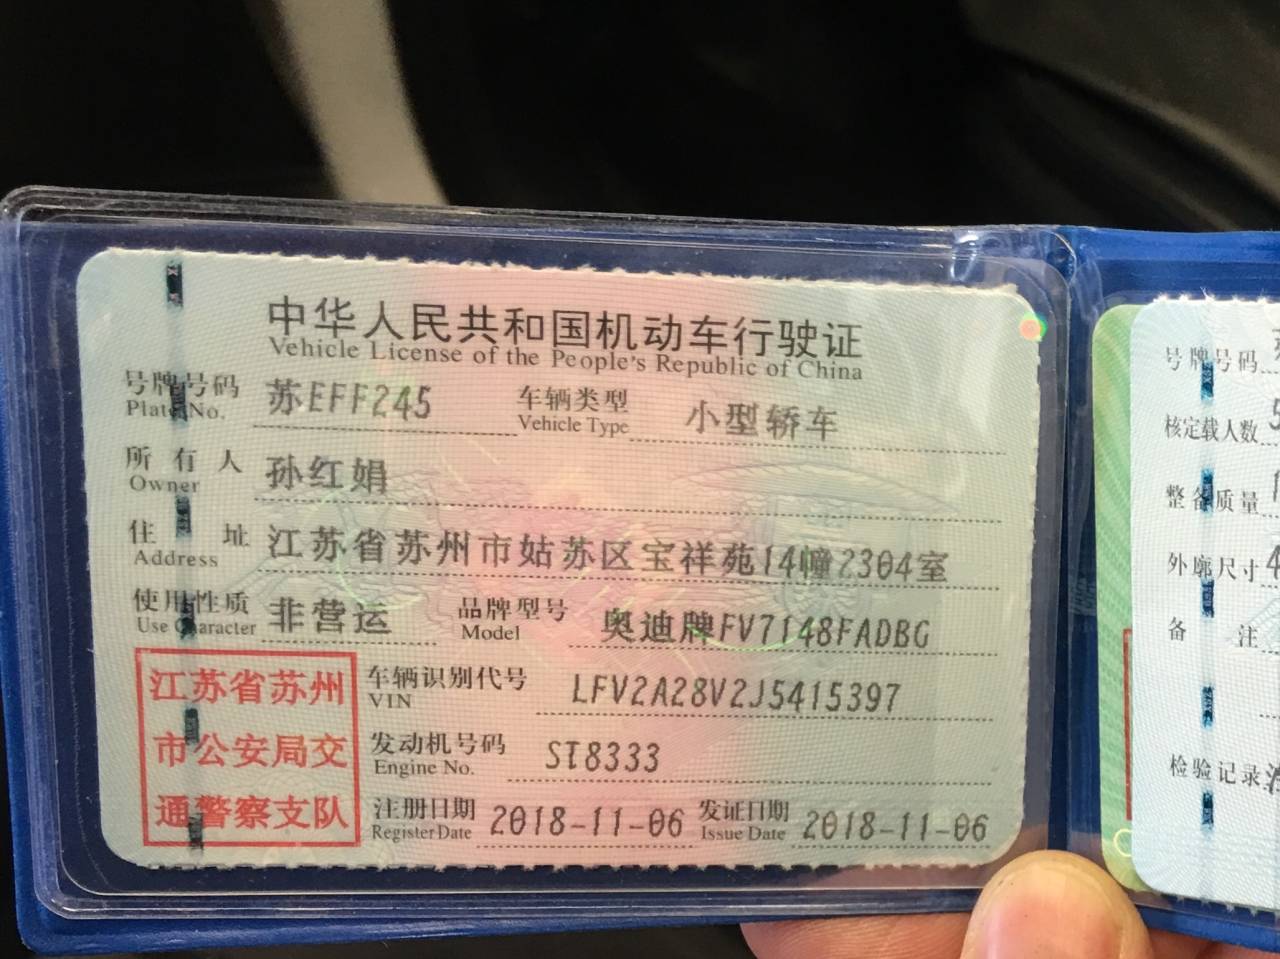 中华人民共和国机动车行驶证
Vehicle License of the People's Republic of China
号牌号码 苏EFF245 车辆类型 小型轿车
Plate No. Vehicle Type
所有人 孙红娟
Owner
住址 江苏省苏州市姑苏区宝祥苑14幢2304室
Address
使用性质 非营运 品牌型号 奥迪牌FV7148FADBG
Use Character Model
车辆识别代号 LFV2A28V2J5415397
VIN
发动机号码 ST8333
Engine No.
注册日期 2018-11-06 发证日期 2018-11-06
Register Date Issue Date
江苏省苏州
市公安局交
通警察支队
号牌号码
核定载人数 5
整备质量
外廓尺寸 4
备注
检验记录